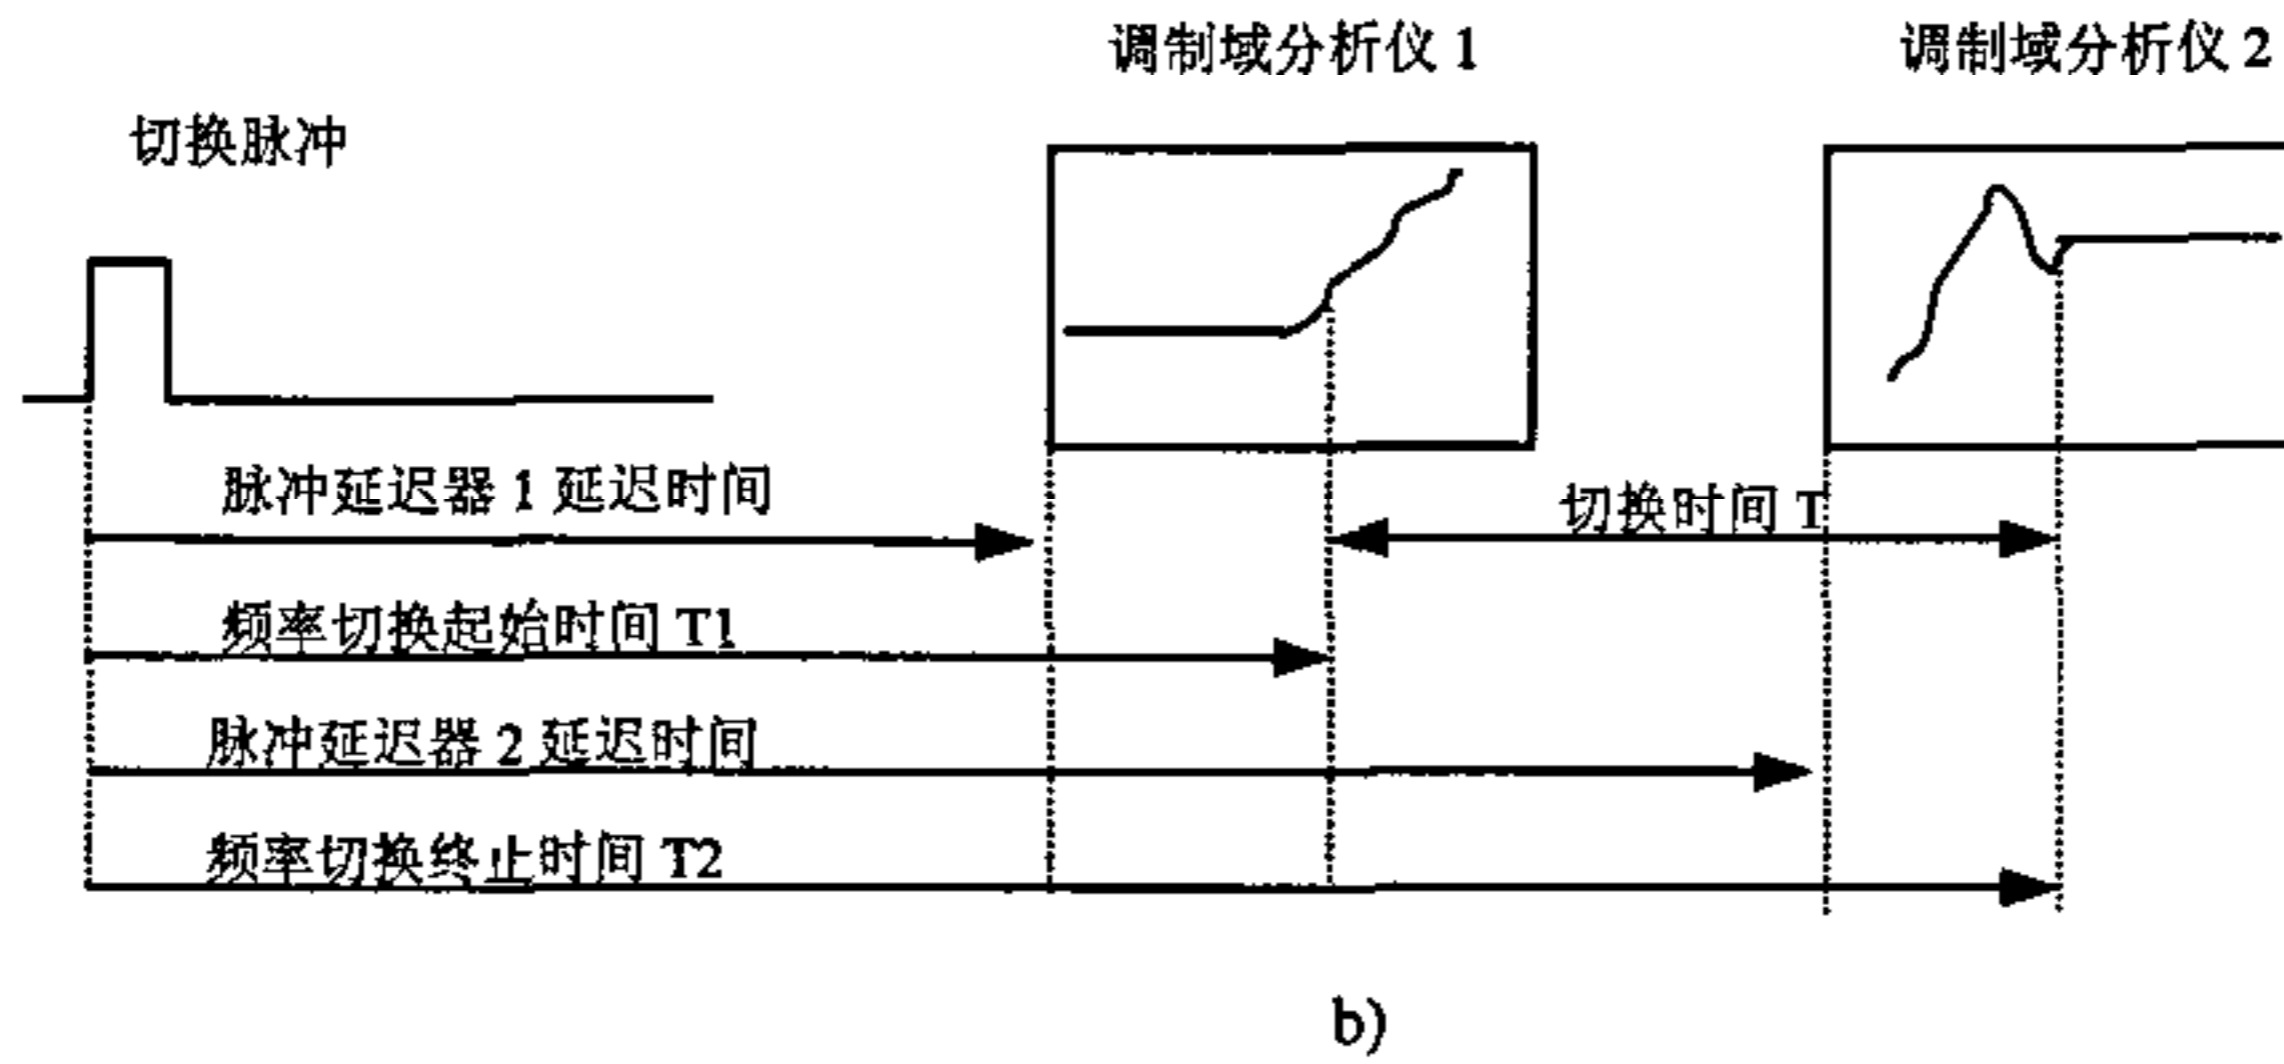 调制域分析仪 1
调制域分析仪 2
切换脉冲
脉冲延迟器 1 延迟时间
切换时间 T
频率切换起始时间 T1
脉冲延迟器 2 延迟时间
频率切换终止时间 T2
b)